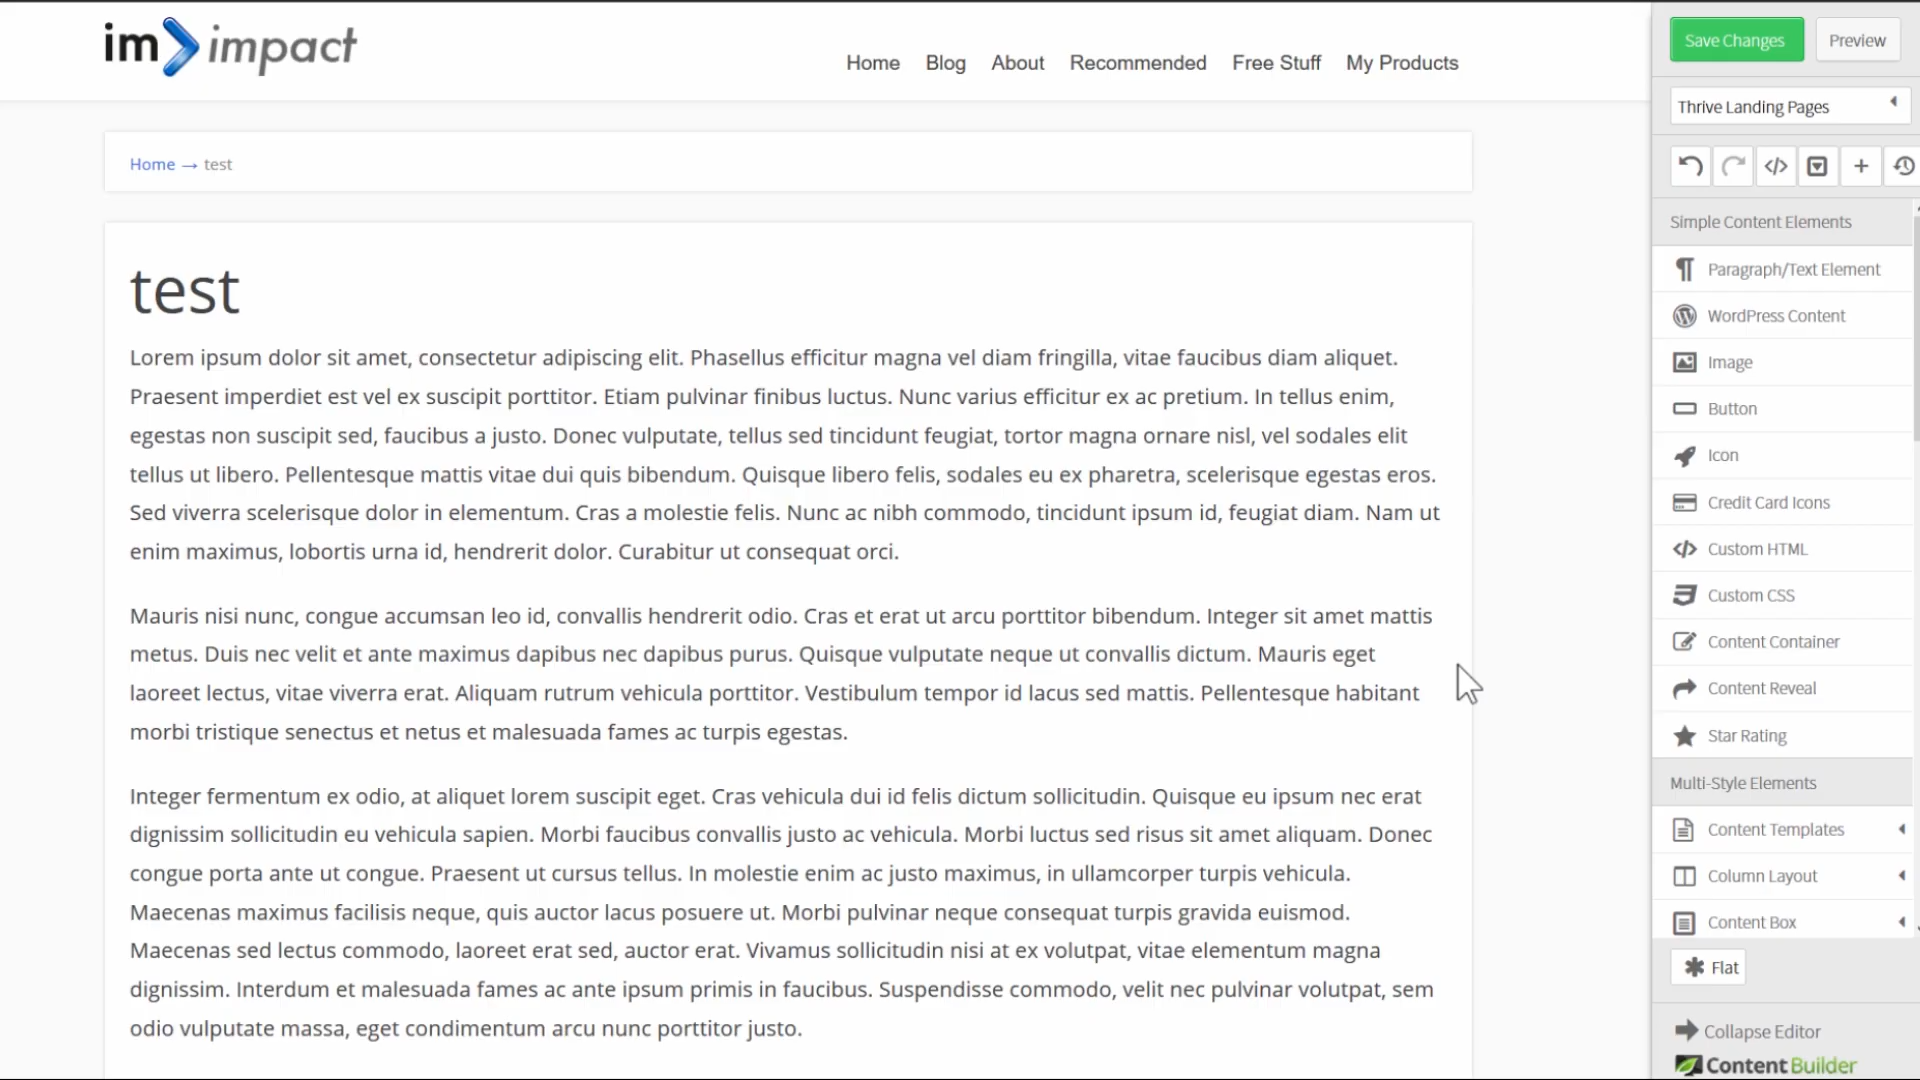 im impact
Home Blog About Recommended Free Stuff My Products
Home → test
test
Lorem ipsum dolor sit amet, consectetur adipiscing elit. Phasellus efficitur magna vel diam fringilla, vitae faucibus diam aliquet.
Praesent imperdiet est vel ex suscipit porttitor. Etiam pulvinar finibus luctus. Nunc varius efficitur ex ac pretium. In tellus enim,
egestas non suscipit sed, faucibus a justo. Donec vulputate, tellus sed tincidunt feugiat, tortor magna ornare nisl, vel sodales elit
tellus ut libero. Pellentesque mattis vitae dui quis bibendum. Quisque libero felis, sodales eu ex pharetra, scelerisque egestas eros.
Sed viverra scelerisque dolor in elementum. Cras a molestie felis. Nunc ac nibh commodo, tincidunt ipsum id, feugiat diam. Nam ut
enim maximus, lobortis urna id, hendrerit dolor. Curabitur ut consequat orci.
Mauris nisi nunc, congue accumsan leo id, convallis hendrerit odio. Cras et erat ut arcu porttitor bibendum. Integer sit amet mattis
metus. Duis nec velit et ante maximus dapibus nec dapibus purus. Quisque vulputate neque ut convallis dictum. Mauris eget
laoreet lectus, vitae viverra erat. Aliquam rutrum vehicula porttitor. Vestibulum tempor id lacus sed mattis. Pellentesque habitant
morbi tristique senectus et netus et malesuada fames ac turpis egestas.
Integer fermentum ex odio, at aliquet lorem suscipit eget. Cras vehicula dui id felis dictum sollicitudin. Quisque eu ipsum nec erat
dignissim sollicitudin eu vehicula sapien. Morbi faucibus convallis justo ac vehicula. Morbi luctus sed risus sit amet aliquam. Donec
congue porta ante ut congue. Praesent ut cursus tellus. In molestie enim ac justo maximus, in ullamcorper turpis vehicula.
Maecenas maximus facilisis neque, quis auctor lacus posuere ut. Morbi pulvinar neque consequat turpis gravida euismod.
Maecenas sed lectus commodo, laoreet erat sed, auctor erat. Vivamus sollicitudin nisi at ex volutpat, vitae elementum magna
dignissim. Interdum et malesuada fames ac ante ipsum primis in faucibus. Suspendisse commodo, velit nec pulvinar volutpat, sem
odio vulputate massa, eget condimentum arcu nunc porttitor justo.
Save Changes Preview
Thrive Landing Pages
Simple Content Elements
Paragraph/Text Element
WordPress Content
Image
Button
Icon
Credit Card Icons
Custom HTML
Custom CSS
Content Container
Content Reveal
Star Rating
Multi-Style Elements
Content Templates
Column Layout
Content Box
Flat
Collapse Editor
Content Builder